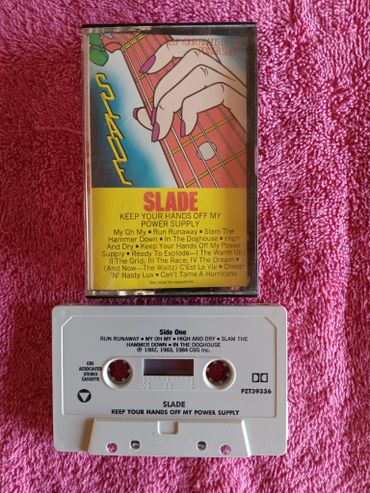 SLADE
SLADE
KEEP YOUR HANDS OFF MY
POWER SUPPLY
My Oh My • Run Runaway • Slam The
Hammer Down • In The Doghouse • High
And Dry • Keep Your Hands Off My Power
Supply • Ready To Explode—I The Warm Up;
II The Grid; III The Race; IV The Dream •
(And Now—The Waltz) C'Est La Vie • Cheap
'N' Nasty Luv • Can't Tame A Hurricane
See label for sequence.
Side One
RUN RUNAWAY • MY OH MY • HIGH AND DRY • SLAM THE
HAMMER DOWN • IN THE DOGHOUSE
℗ 1982, 1983, 1984 CBS Inc.
CBS
ASSOCIATED
STEREO
CASSETTE
PZT39336
SLADE
KEEP YOUR HANDS OFF MY POWER SUPPLY